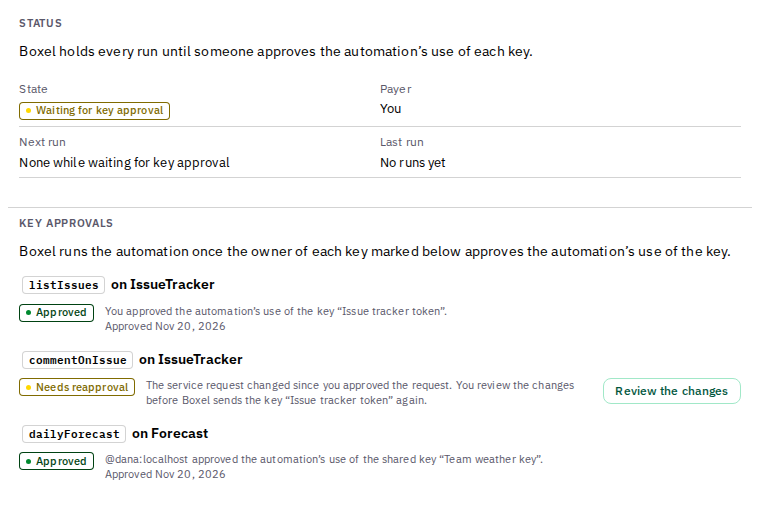 STATUS
Boxel holds every run until someone approves the automation's use of each key.
State
Payer
Waiting for key approval
You
Next run
Last run
None while waiting for key approval
No runs yet
KEY APPROVALS
Boxel runs the automation once the owner of each key marked below approves the automation's use of the key.
listIssues on IssueTracker
Approved
You approved the automation's use of the key “Issue tracker token”.
Approved Nov 20, 2026
commentOnIssue on IssueTracker
Needs reapproval
The service request changed since you approved the request. You review the changes
before Boxel sends the key “Issue tracker token” again.
Review the changes
dailyForecast on Forecast
Approved
@dana:localhost approved the automation's use of the shared key “Team weather key”.
Approved Nov 20, 2026